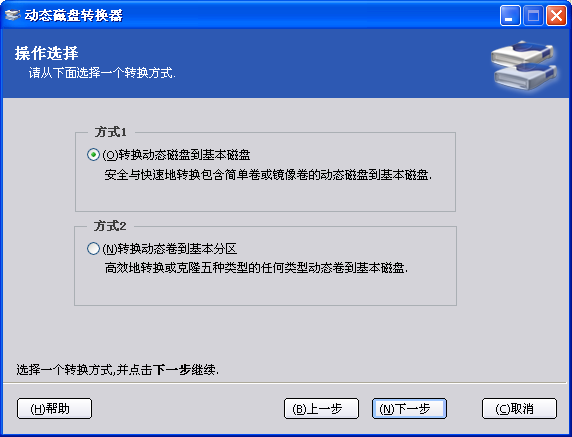 动态磁盘转换器
操作选择
请从下面选择一个转换方式.
方式1
(O)转换动态磁盘到基本磁盘
安全与快速地转换包含简单卷或镜像卷的动态磁盘到基本磁盘.
方式2
(N)转换动态卷到基本分区
高效地转换或克隆五种类型的任何类型动态卷到基本磁盘.
选择一个转换方式,并点击下一步继续.
(H)帮助
(B)上一步
(N)下一步
(C)取消